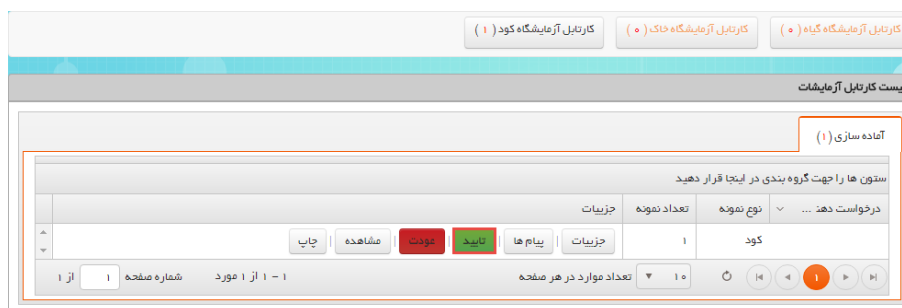 کارتابل آزمایشگاه گیاه ( ۰ ) کارتابل آزمایشگاه خاک ( ۰ ) کارتابل آزمایشگاه کود ( ۱ )
یست کارتابل آزمایشات
آماده سازی ( ۱ )
ستون ها را جهت گروه بندی در اینجا قرار دهید
درخواست دهند ... نوع نمونه تعداد نمونه جزییات
کود ۱ جزییات | پیام ها | تایید | عودت | مشاهده | چاپ
۱ ۱۰ تعداد موارد در هر صفحه ۱ - ۱ از ۱ مورد شماره صفحه ۱ از ۱